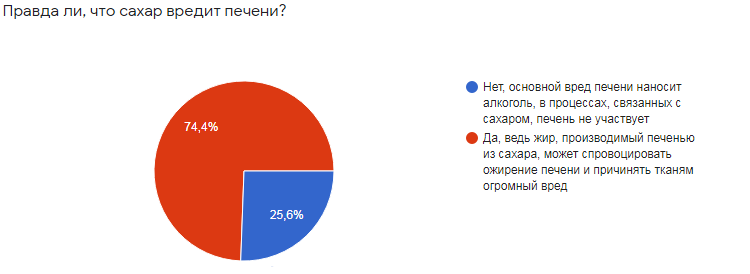 Правда ли, что сахар вредит печени?
74,4%
25,6%
Нет, основной вред печени наносит
алкоголь, в процессах, связанных с
сахаром, печень не участвует
Да, ведь жир, производимый печенью
из сахара, может спровоцировать
ожирение печени и причинять тканям
огромный вред